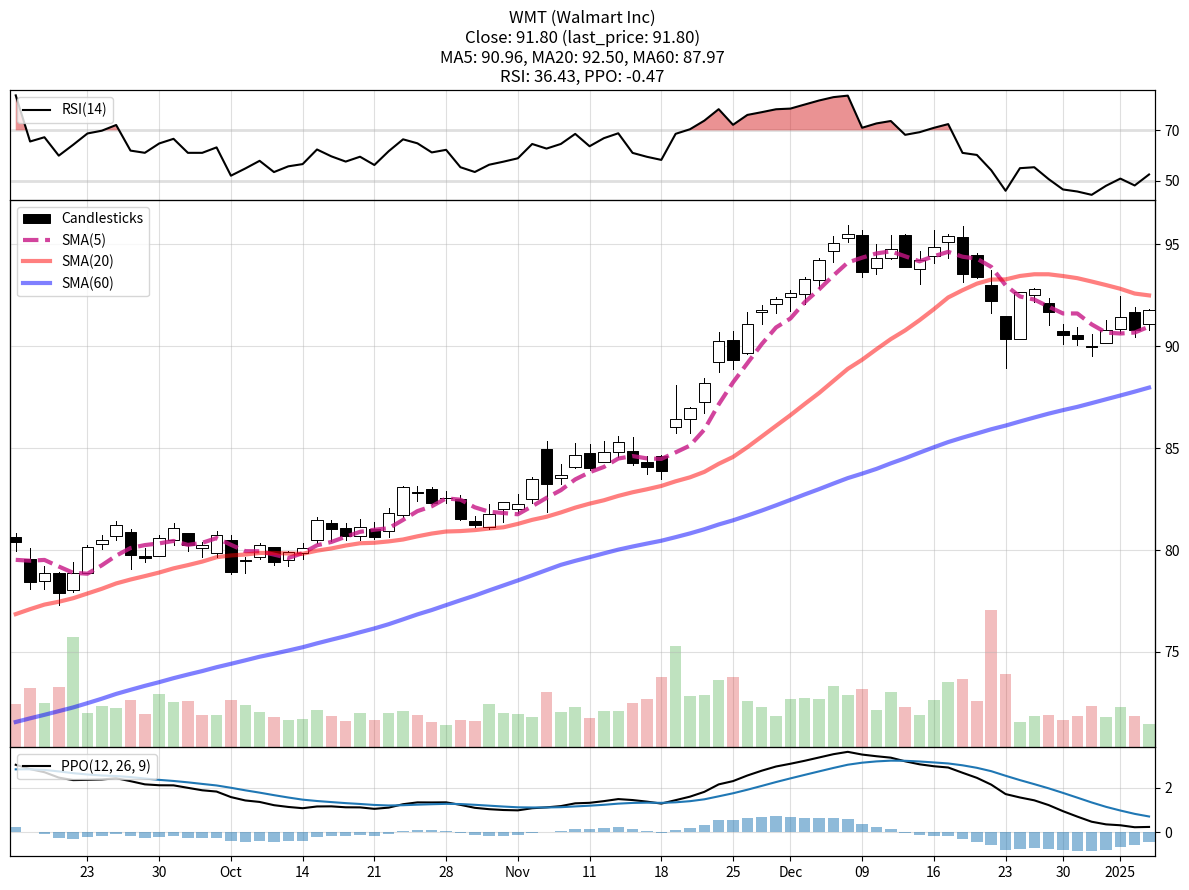 WMT (Walmart Inc)
Close: 91.80 (last_price: 91.80)
MA5: 90.96, MA20: 92.50, MA60: 87.97
RSI: 36.43, PPO: -0.47
RSI(14)
70
50
Candlesticks
SMA(5)
SMA(20)
SMA(60)
95
90
85
80
75
PPO(12, 26, 9)
2
0
23 30 Oct 14 21 28 Nov 11 18 25 Dec 09 16 23 30 2025